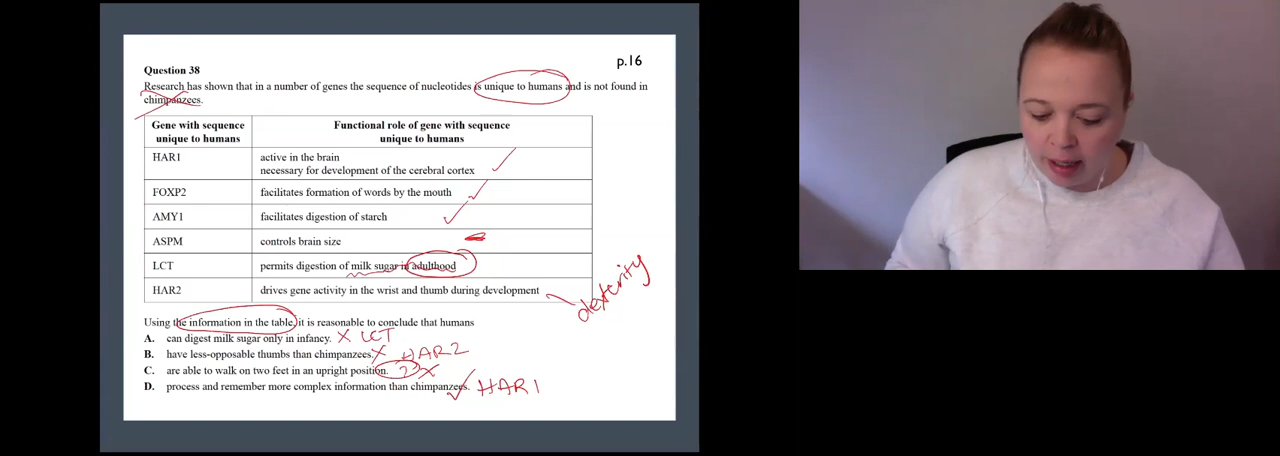 p.16
Question 38
Research has shown that in a number of genes the sequence of nucleotides is unique to humans and is not found in
chimpanzees.
Gene with sequence unique to humans
Functional role of gene with sequence unique to humans
HAR1
active in the brain
necessary for development of the cerebral cortex
FOXP2
facilitates formation of words by the mouth
AMY1
facilitates digestion of starch
ASPM
controls brain size
LCT
permits digestion of milk sugar in adulthood
HAR2
drives gene activity in the wrist and thumb during development
dexterity
Using the information in the table, it is reasonable to conclude that humans
A. can digest milk sugar only in infancy. X LCT
B. have less-opposable thumbs than chimpanzees. X HAR2
C. are able to walk on two feet in an upright position. X
D. process and remember more complex information than chimpanzees. ✓ HAR1